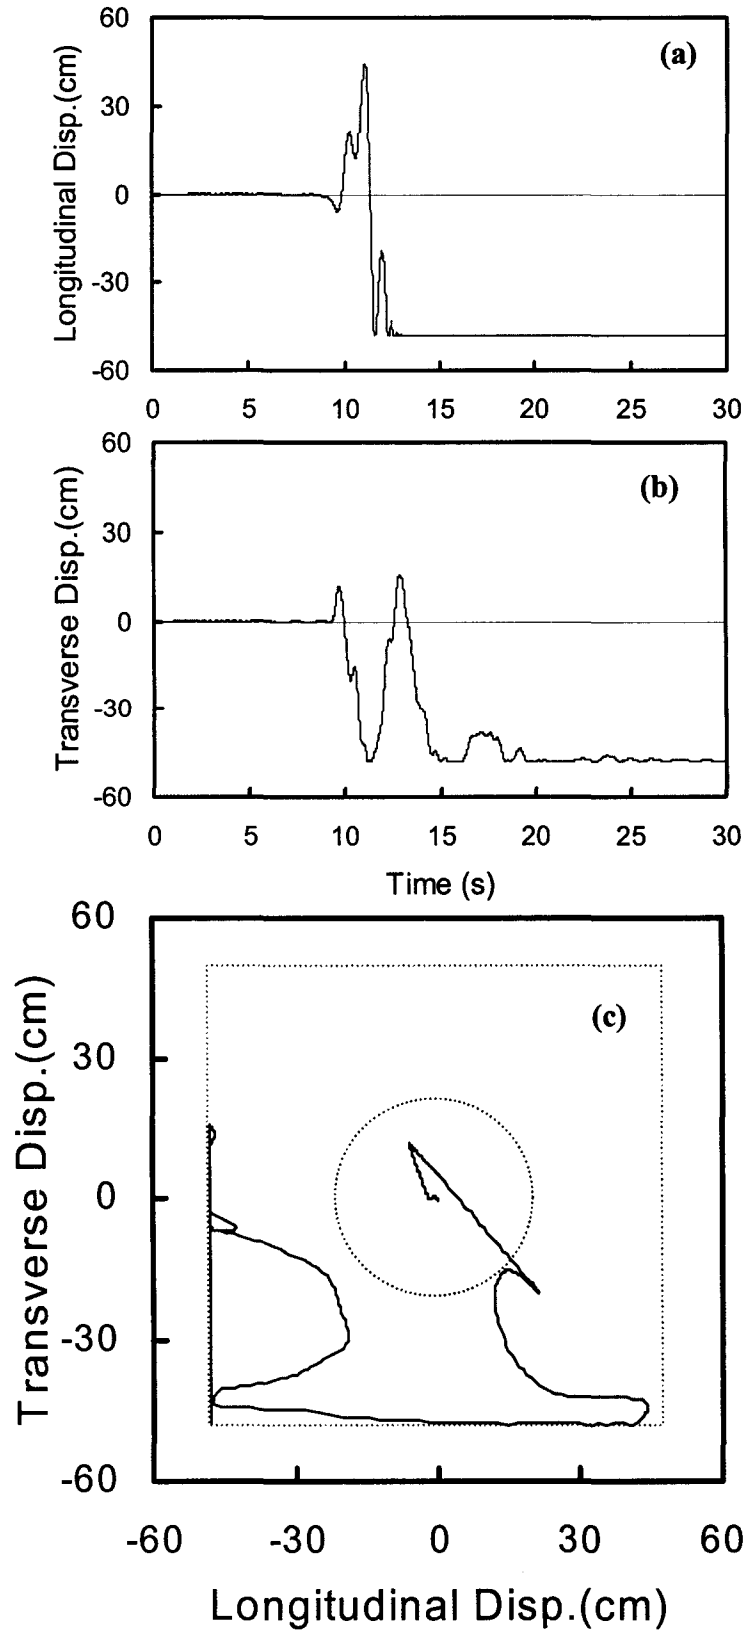 60
(a)
30
0
-30
-60
Longitudinal Disp.(cm)
0 5 10 15 20 25 30
60
(b)
30
0
-30
-60
Transverse Disp.(cm)
0 5 10 15 20 25 30
Time (s)
60
(c)
30
0
-30
-60
Transverse Disp.(cm)
-60 -30 0 30 60
Longitudinal Disp.(cm)